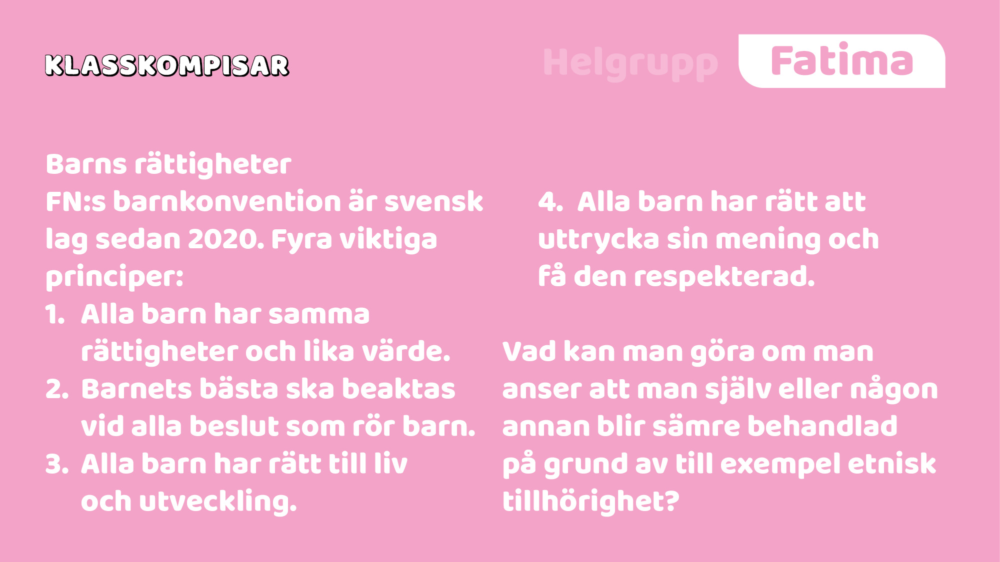 KLASSKOMPISAR
Helgrupp
Fatima
Barns rättigheter
FN:s barnkonvention är svensk
lag sedan 2020. Fyra viktiga
principer:
1. Alla barn har samma
rättigheter och lika värde.
2. Barnets bästa ska beaktas
vid alla beslut som rör barn.
3. Alla barn har rätt till liv
och utveckling.
4. Alla barn har rätt att
uttrycka sin mening och
få den respekterad.
Vad kan man göra om man
anser att man själv eller någon
annan blir sämre behandlad
på grund av till exempel etnisk
tillhörighet?